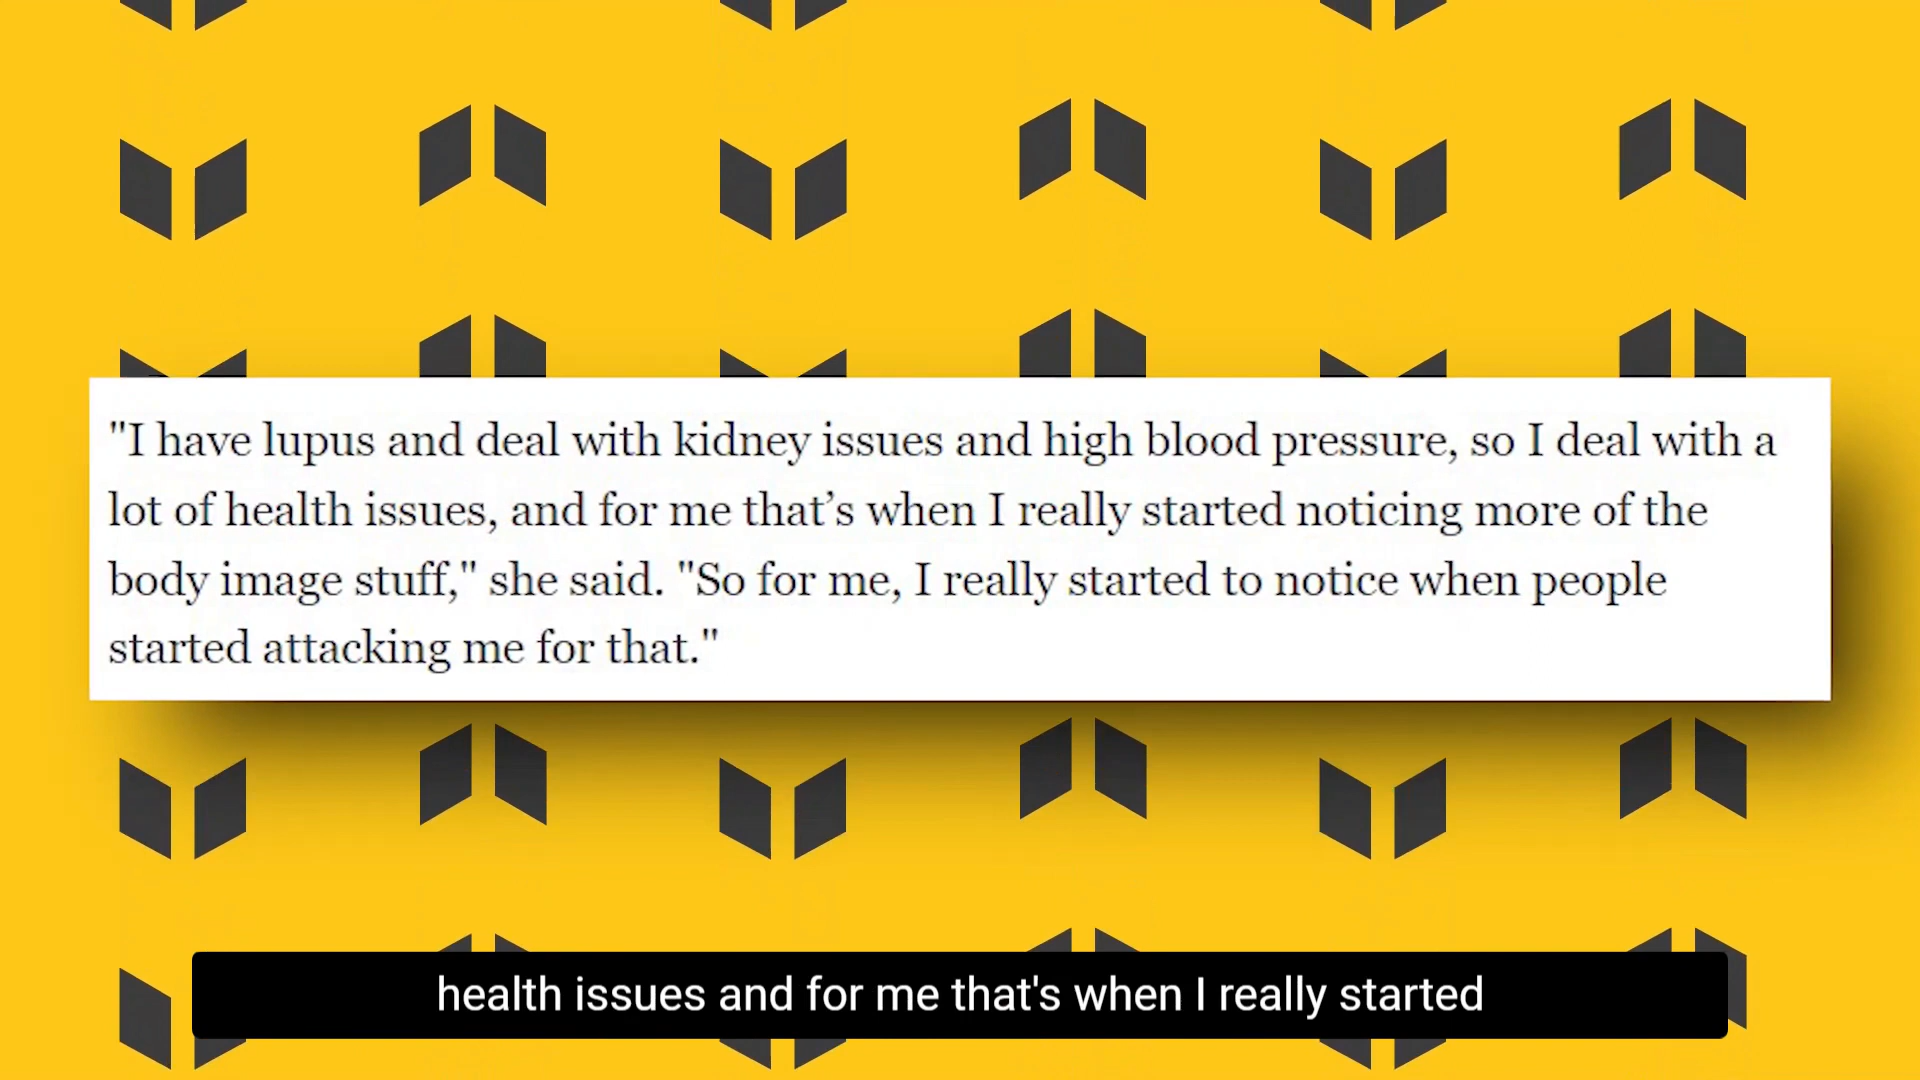 "I have lupus and deal with kidney issues and high blood pressure, so I deal with a
lot of health issues, and for me that’s when I really started noticing more of the
body image stuff," she said. "So for me, I really started to notice when people
started attacking me for that."
health issues and for me that's when I really started